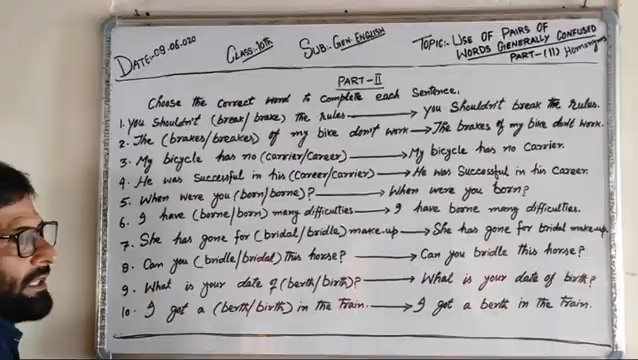 DATE:-09.06.020
CLASS:-10th
SUB:-GEN.ENGLISH
TOPIC:-USE OF PAIRS OF
WORDS GENERALLY CONFUSED
PART-(II)
PART-II
Choose the correct word to complete each sentence.
1. You shouldn't (break/brake) the rules. → You shouldn't break the rules.
2. The (brakes/breakes) of my bike don't work → The brakes of my bike don't work.
3. My bicycle has no (carrier/career) → My bicycle has no carrier.
4. He was successful in his (career/carrier) → He was successful in his career.
5. When were you (born/borne)? → When were you born?
6. I have (borne/born) many difficulties → I have borne many difficulties.
7. She has gone for (bridal/bridle) make-up → She has gone for bridal make-up.
8. Can you (bridle/bridal) this horse? → Can you bridle this horse?
9. What is your date of (berth/birth)? → What is your date of birth?
10. I got a (berth/birth) in the train. → I got a berth in the train.